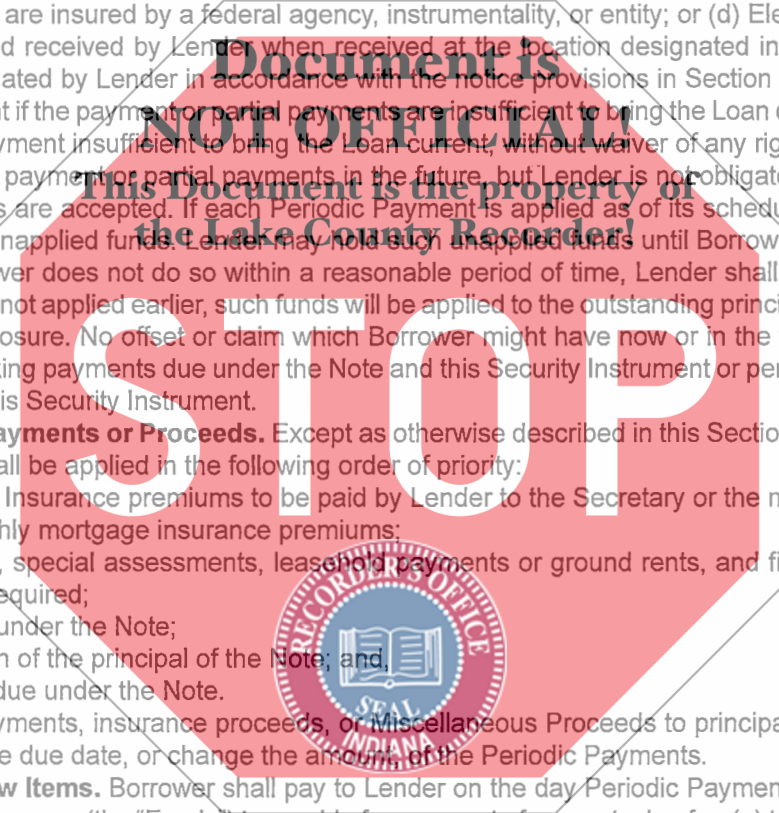 are insured by a federal agency, instrumentality, or entity; or (d) Ele
d received by Lender when received at the location designated in
ated by Lender in accordance with the notice provisions in Section
t if the payment or partial payments are insufficient to bring the Loan
yment insufficient to bring the Loan current, without waiver of any rig
payment or partial payments in the future, but Lender is not obligate
s are accepted. If each Periodic Payment is applied as of its schedu
napplied funds. Lender may hold such unapplied funds until Borrow
wer does not do so within a reasonable period of time, Lender shall
not applied earlier, such funds will be applied to the outstanding princi
osure. No offset or claim which Borrower might have now or in the
king payments due under the Note and this Security Instrument or per
is Security Instrument.
ayments or Proceeds. Except as otherwise described in this Sectio
all be applied in the following order of priority:
Insurance premiums to be paid by Lender to the Secretary or the m
hly mortgage insurance premiums;
, special assessments, leasehold payments or ground rents, and fi
equired;
under the Note;
n of the principal of the Note; and,
due under the Note.
yments, insurance proceeds, or Miscellaneous Proceeds to principa
e due date, or change the amount, of the Periodic Payments.
w Items. Borrower shall pay to Lender on the day Periodic Paymen
Document is
NOT OFFICIAL!
This Document is the property of
the Lake County Recorder!
STOP
RECORDER'S OFFICE
SEAL
INDIANA